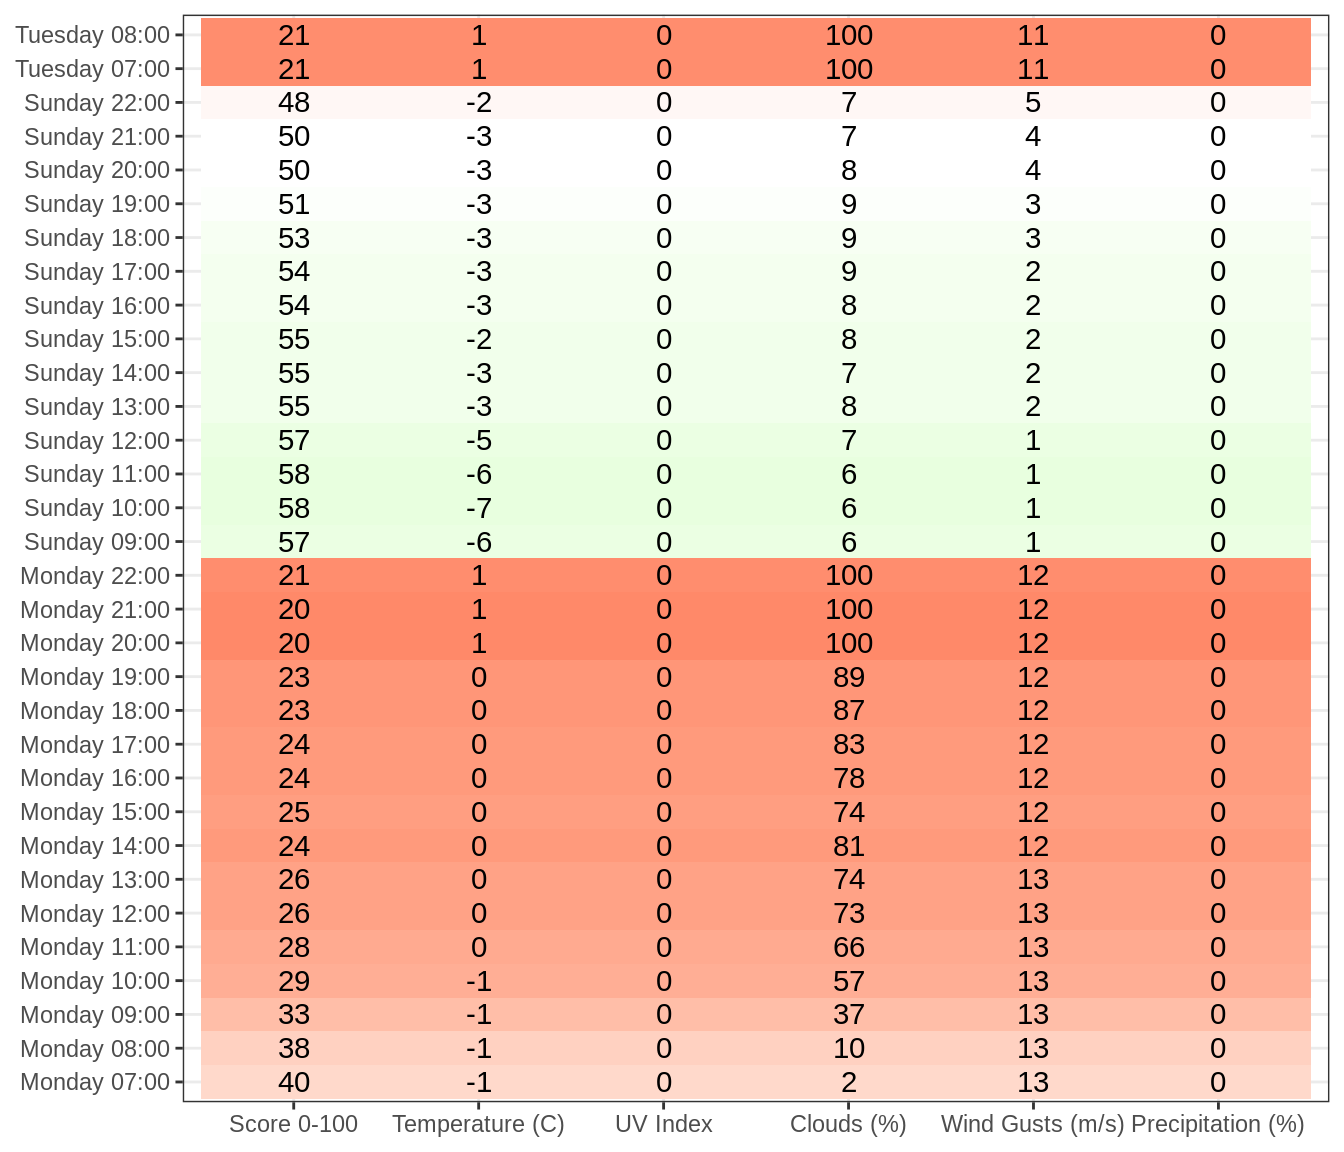 Tuesday 08:00 21 1 0 100 11 0
Tuesday 07:00 21 1 0 100 11 0
Sunday 22:00 48 -2 0 7 5 0
Sunday 21:00 50 -3 0 7 4 0
Sunday 20:00 50 -3 0 8 4 0
Sunday 19:00 51 -3 0 9 3 0
Sunday 18:00 53 -3 0 9 3 0
Sunday 17:00 54 -3 0 9 2 0
Sunday 16:00 54 -3 0 8 2 0
Sunday 15:00 55 -2 0 8 2 0
Sunday 14:00 55 -3 0 7 2 0
Sunday 13:00 55 -3 0 8 2 0
Sunday 12:00 57 -5 0 7 1 0
Sunday 11:00 58 -6 0 6 1 0
Sunday 10:00 58 -7 0 6 1 0
Sunday 09:00 57 -6 0 6 1 0
Monday 22:00 21 1 0 100 12 0
Monday 21:00 20 1 0 100 12 0
Monday 20:00 20 1 0 100 12 0
Monday 19:00 23 0 0 89 12 0
Monday 18:00 23 0 0 87 12 0
Monday 17:00 24 0 0 83 12 0
Monday 16:00 24 0 0 78 12 0
Monday 15:00 25 0 0 74 12 0
Monday 14:00 24 0 0 81 12 0
Monday 13:00 26 0 0 74 13 0
Monday 12:00 26 0 0 73 13 0
Monday 11:00 28 0 0 66 13 0
Monday 10:00 29 -1 0 57 13 0
Monday 09:00 33 -1 0 37 13 0
Monday 08:00 38 -1 0 10 13 0
Monday 07:00 40 -1 0 2 13 0
Score 0-100 Temperature (C) UV Index Clouds (%) Wind Gusts (m/s) Precipitation (%)